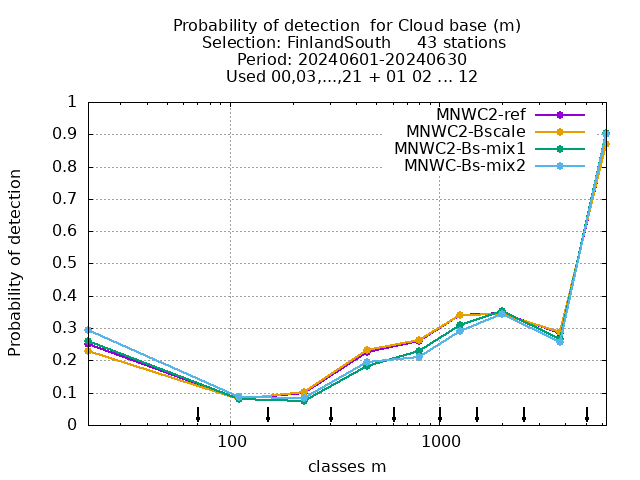 Probability of detection  for Cloud base (m)
Selection: FinlandSouth     43 stations
Period: 20240601-20240630
Used 00,03,...,21 + 01 02 ... 12
MNWC2-ref
MNWC2-Bscale
MNWC2-Bs-mix1
MNWC-Bs-mix2
Probability of detection
1
0.9
0.8
0.7
0.6
0.5
0.4
0.3
0.2
0.1
0
100
1000
classes m